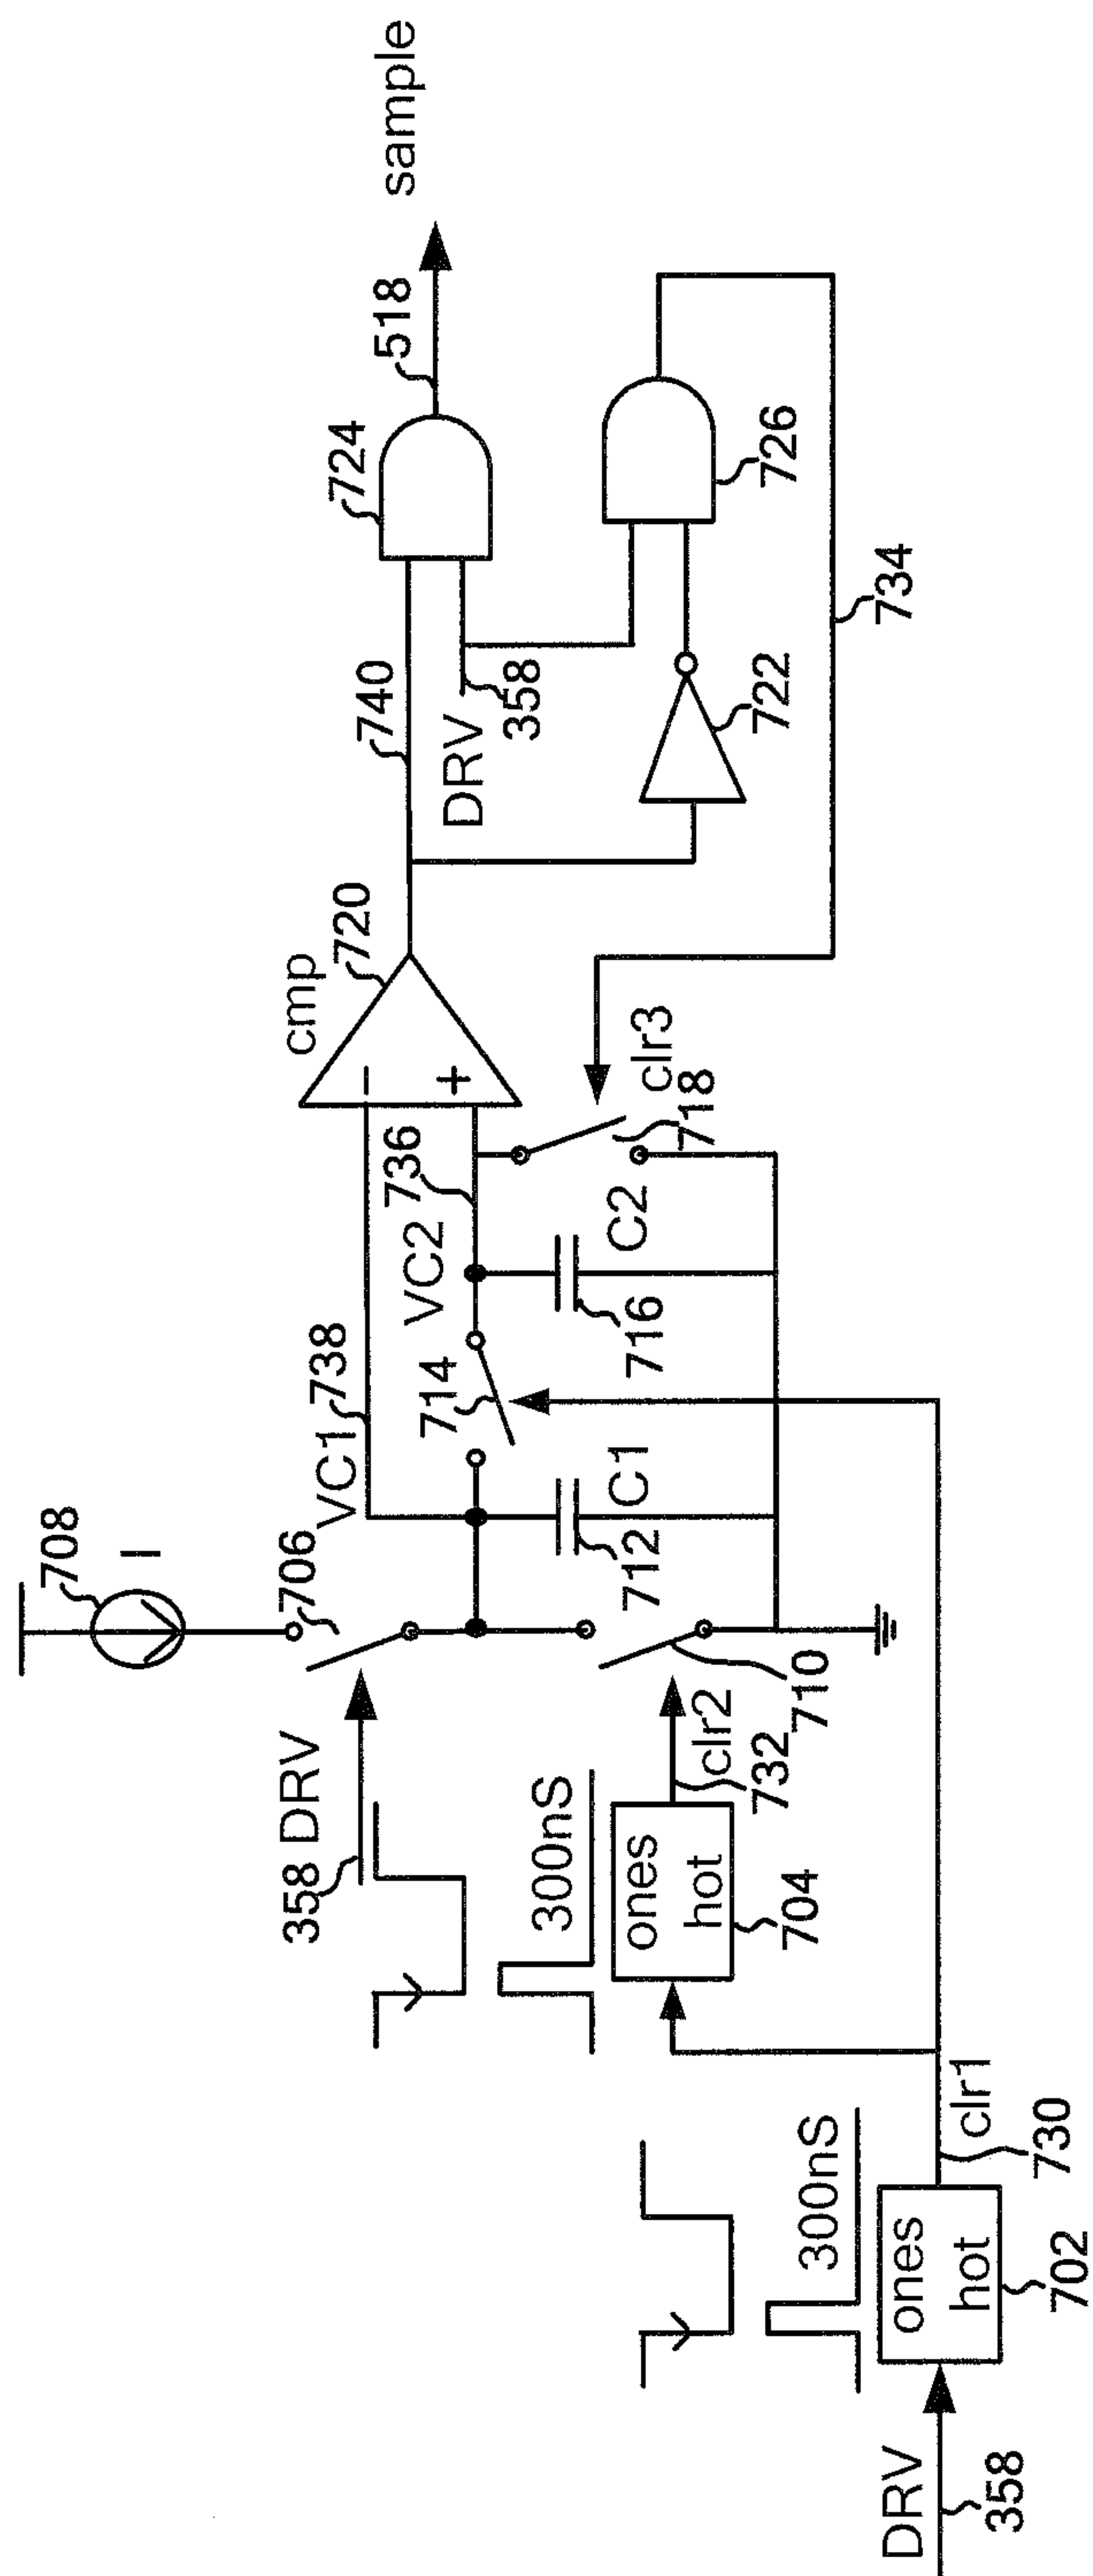 708
I
706
VC1
738
cmp
720
740
724
518
sample
358
DRV
VC2
736
DRV
358
714
300nS
ones
hot
704
clr2
732
710
712
C1
716
C2
clr3
718
722
726
734
300nS
DRV
358
ones
hot
702
clr1
730